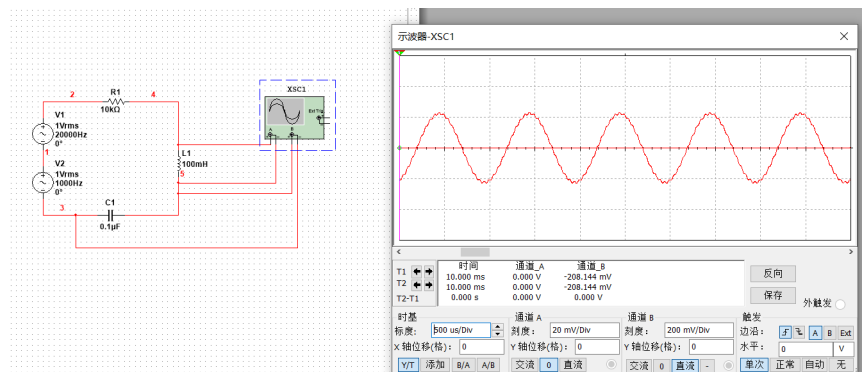 示波器-XSC1
XSC1
Ext Trig
A
B
2
R1
4
10kΩ
V1
1Vrms
20000Hz
0°
1
V2
1Vrms
1000Hz
0°
L1
100mH
5
3
C1
0.1µF
时间 通道_A 通道_B
T1 10.000 ms 0.000 V -208.144 mV
T2 10.000 ms 0.000 V -208.144 mV
T2-T1 0.000 s 0.000 V 0.000 V
反向
保存
外触发
时基 通道 A 通道 B 触发
标度: 500 us/Div 刻度: 20 mV/Div 刻度: 200 mV/Div 边沿: A B Ext
X 轴位移(格): 0 Y 轴位移(格): 0 Y 轴位移(格): 0 水平: 0 V
Y/T 添加 B/A A/B 交流 0 直流 交流 0 直流 - 单次 正常 自动 无